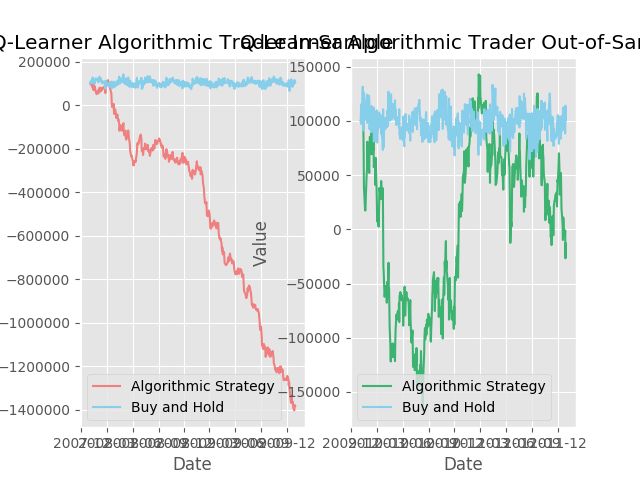 Q-Learner Algorithmic Trader In-Sample
Q-Learner Algorithmic Trader Out-of-Sam
200000
0
−200000
−400000
−600000
−800000
−1000000
−1200000
−1400000
Algorithmic Strategy
Buy and Hold
Date
Value
150000
100000
50000
0
−50000
−100000
−150000
Algorithmic Strategy
Buy and Hold
Date